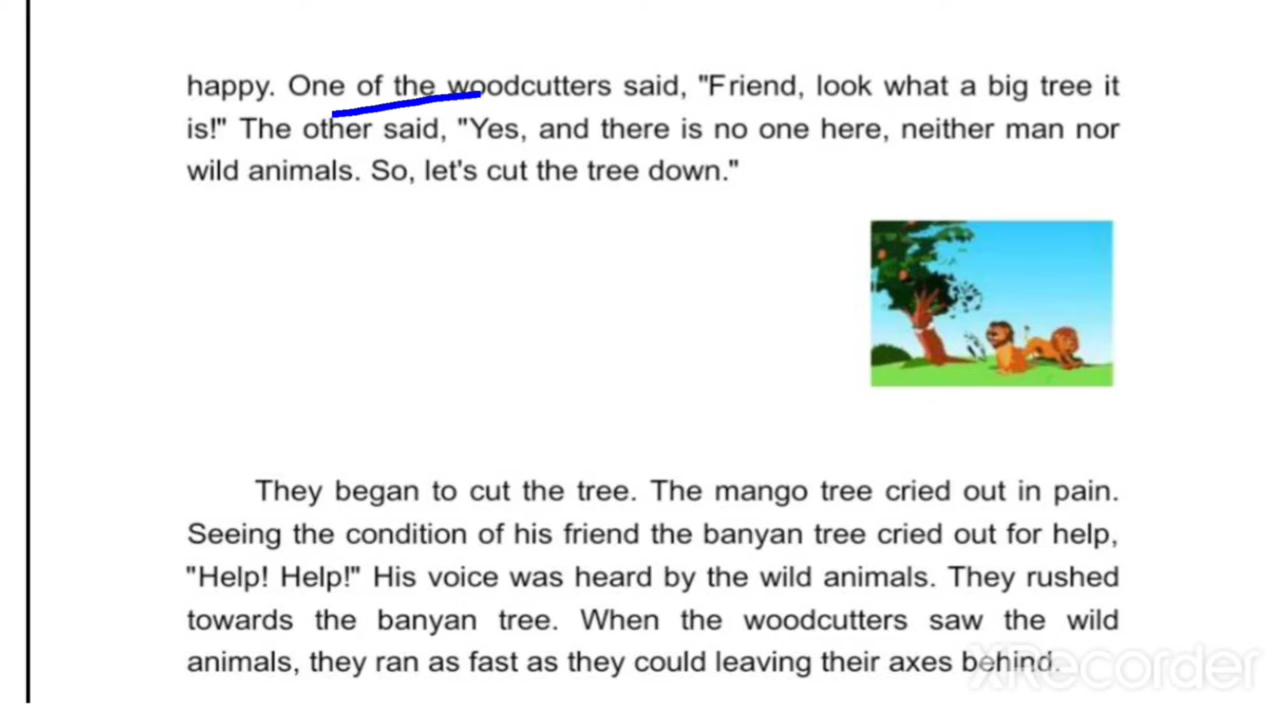 happy. One of the woodcutters said, "Friend, look what a big tree it
is!" The other said, "Yes, and there is no one here, neither man nor
wild animals. So, let's cut the tree down."
They began to cut the tree. The mango tree cried out in pain.
Seeing the condition of his friend the banyan tree cried out for help,
"Help! Help!" His voice was heard by the wild animals. They rushed
towards the banyan tree. When the woodcutters saw the wild
animals, they ran as fast as they could leaving their axes behind.
XRecorder